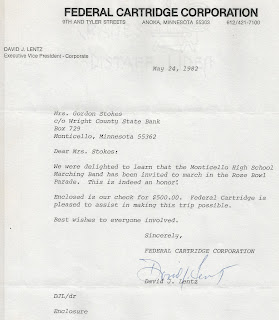 FEDERAL CARTRIDGE CORPORATION
9TH AND TYLER STREETS ANOKA, MINNESOTA 55303 612/421-7100
DAVID J. LENTZ
Executive Vice President - Corporate
May 24, 1982
Mrs. Gordon Stokes
c/o Wright County State Bank
Box 729
Monticello, Minnesota 55362
Dear Mrs. Stokes:
We were delighted to learn that the Monticello High School
Marching Band has been invited to march in the Rose Bowl
Parade. This is indeed an honor!
Enclosed is our check for $500.00. Federal Cartridge is
pleased to assist in making this trip possible.
Best wishes to everyone involved.
Sincerely,
FEDERAL CARTRIDGE CORPORATION
David J. Lentz
David J. Lentz
DJL/dr
Enclosure